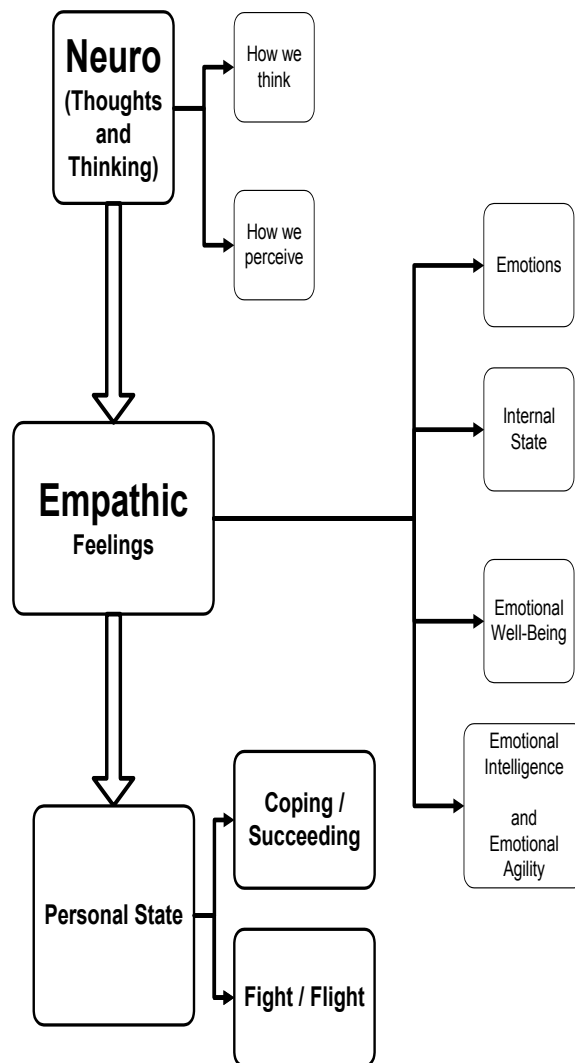 Neuro
(Thoughts
and
Thinking)
How we
think
How we
perceive
Emotions
Internal
State
Empathic
Feelings
Emotional
Well-Being
Emotional
Intelligence
and
Emotional
Agility
Personal State
Coping /
Succeeding
Fight / Flight